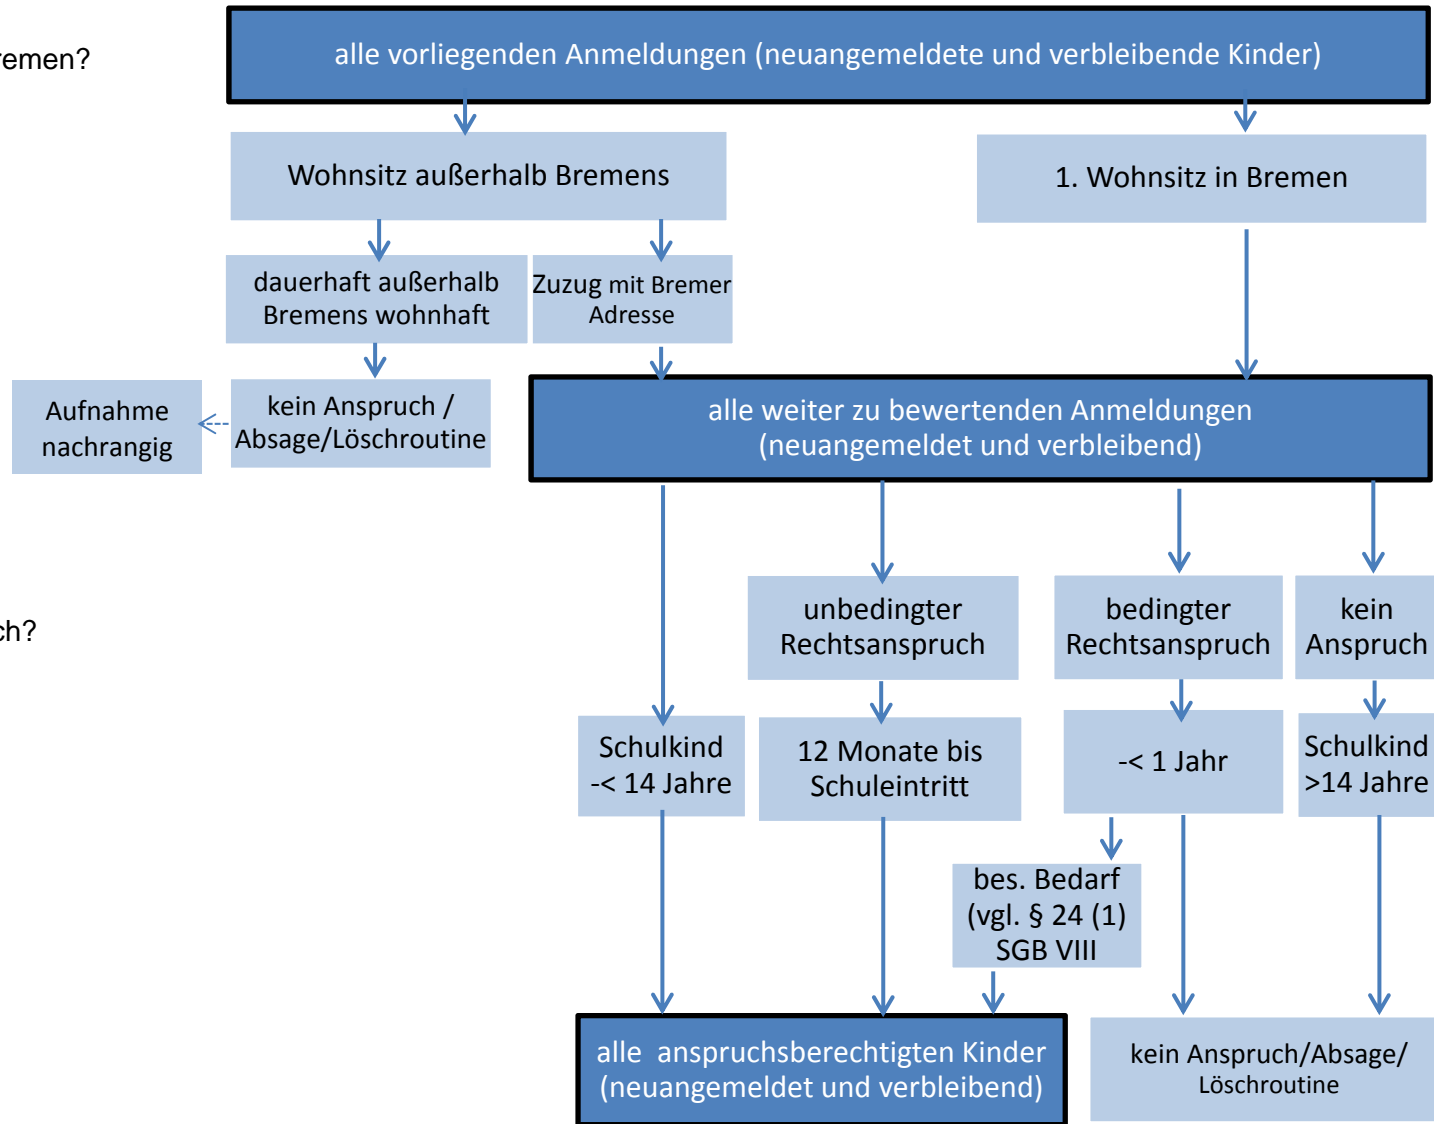 remen?
alle vorliegenden Anmeldungen (neuangemeldete und verbleibende Kinder)
Wohnsitz außerhalb Bremens
1. Wohnsitz in Bremen
dauerhaft außerhalb
Bremens wohnhaft
Zuzug mit Bremer
Adresse
Aufnahme
nachrangig
kein Anspruch /
Absage/Löschroutine
alle weiter zu bewertenden Anmeldungen
(neuangemeldet und verbleibend)
ch?
unbedingter
Rechtsanspruch
bedingter
Rechtsanspruch
kein
Anspruch
Schulkind
-< 14 Jahre
12 Monate bis
Schuleintritt
-< 1 Jahr
Schulkind
>14 Jahre
bes. Bedarf
(vgl. § 24 (1)
SGB VIII
alle  anspruchsberechtigten Kinder
(neuangemeldet und verbleibend)
kein Anspruch/Absage/
Löschroutine